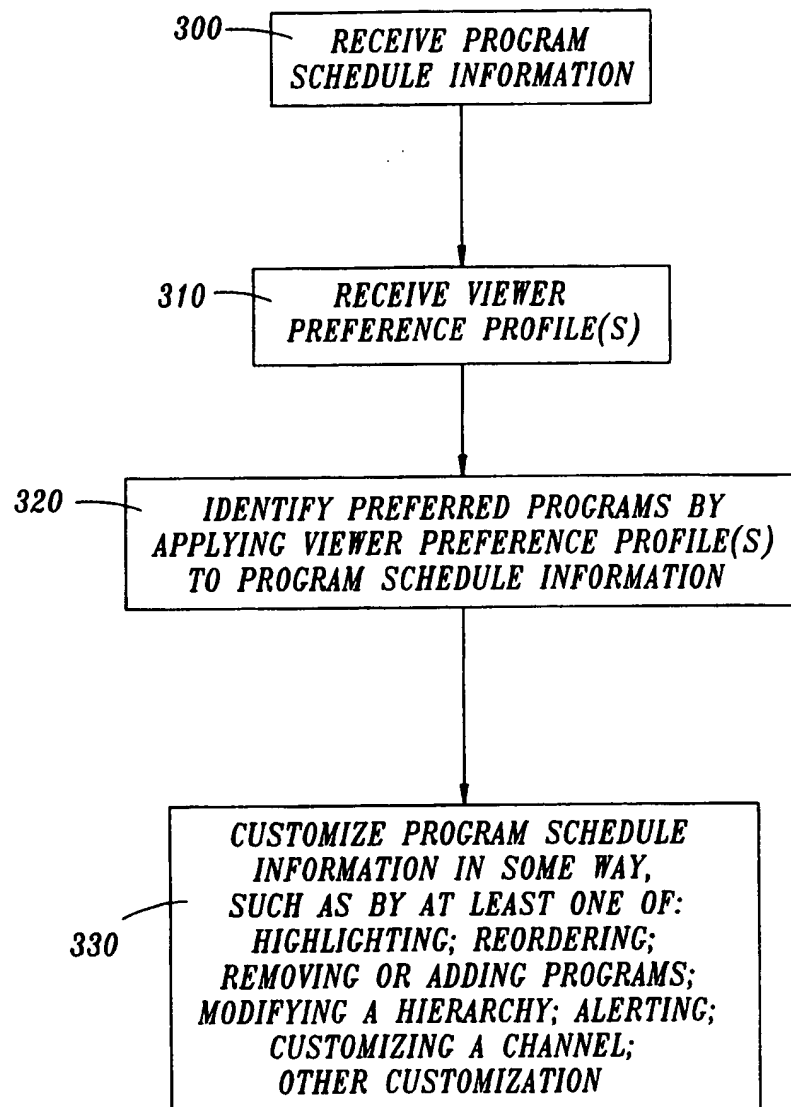 300
RECEIVE PROGRAM
SCHEDULE INFORMATION
310
RECEIVE VIEWER
PREFERENCE PROFILE(S)
320
IDENTIFY PREFERRED PROGRAMS BY
APPLYING VIEWER PREFERENCE PROFILE(S)
TO PROGRAM SCHEDULE INFORMATION
330
CUSTOMIZE PROGRAM SCHEDULE
INFORMATION IN SOME WAY,
SUCH AS BY AT LEAST ONE OF:
HIGHLIGHTING; REORDERING;
REMOVING OR ADDING PROGRAMS;
MODIFYING A HIERARCHY; ALERTING;
CUSTOMIZING A CHANNEL;
OTHER CUSTOMIZATION